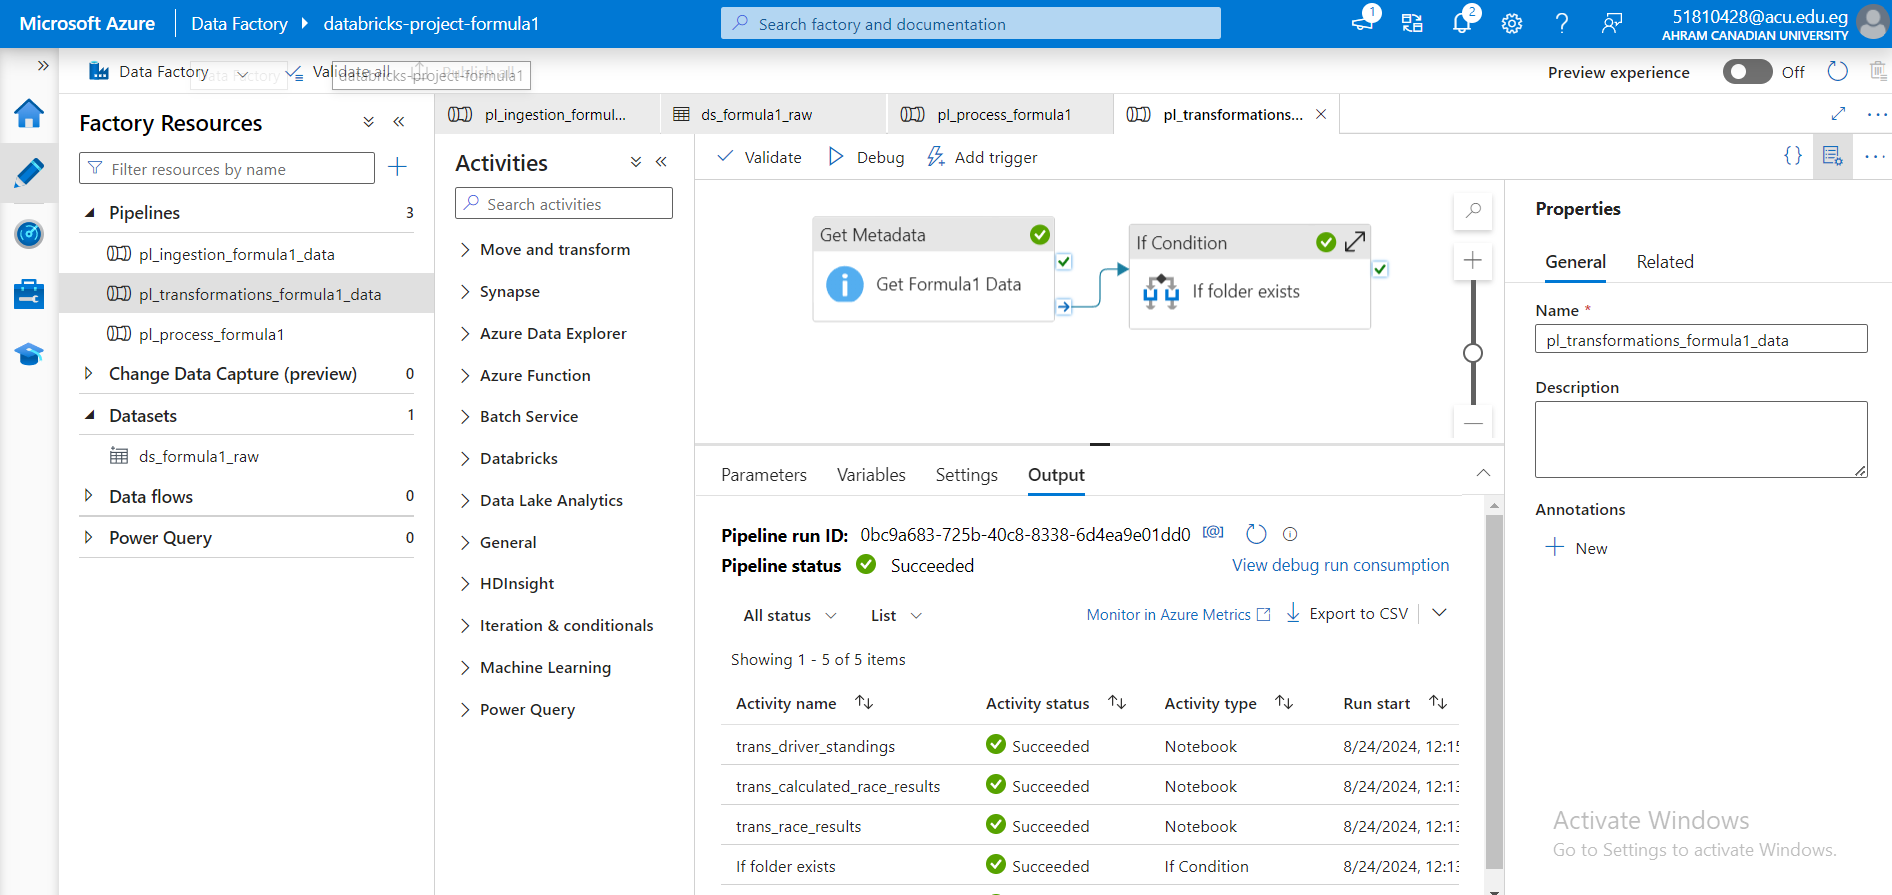 Microsoft Azure
Data Factory
databricks-project-formula1
Search factory and documentation
1
2
51810428@acu.edu.eg
AHRAM CANADIAN UNIVERSITY
Data Factory
Data Factory
Validate all
Publish all
databricks-project-formula1
Preview experience
Off
Factory Resources
Filter resources by name
Pipelines 3
pl_ingestion_formula1_data
pl_transformations_formula1_data
pl_process_formula1
Change Data Capture (preview) 0
Datasets 1
ds_formula1_raw
Data flows 0
Power Query 0
pl_ingestion_formul...
ds_formula1_raw
pl_process_formula1
pl_transformations...
Activities
Search activities
Move and transform
Synapse
Azure Data Explorer
Azure Function
Batch Service
Databricks
Data Lake Analytics
General
HDInsight
Iteration & conditionals
Machine Learning
Power Query
Validate
Debug
Add trigger
Get Metadata
Get Formula1 Data
If Condition
If folder exists
Parameters
Variables
Settings
Output
Pipeline run ID: 0bc9a683-725b-40c8-8338-6d4ea9e01dd0
Pipeline status Succeeded
View debug run consumption
All status
List
Monitor in Azure Metrics
Export to CSV
Showing 1 - 5 of 5 items
Activity name Activity status Activity type Run start
trans_driver_standings Succeeded Notebook 8/24/2024, 12:15
trans_calculated_race_results Succeeded Notebook 8/24/2024, 12:13
trans_race_results Succeeded Notebook 8/24/2024, 12:13
If folder exists Succeeded If Condition 8/24/2024, 12:13
Properties
General
Related
Name *
pl_transformations_formula1_data
Description
Annotations
New
Activate Windows
Go to Settings to activate Windows.